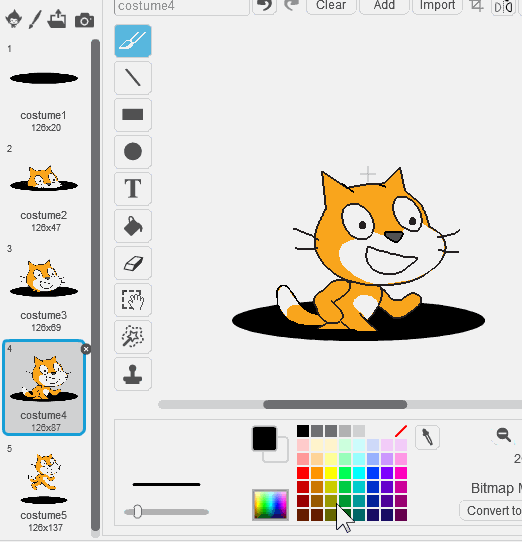 costume4
Clear
Add
Import
1
costume1
126x20
2
costume2
126x47
3
costume3
126x69
4
costume4
126x87
5
costume5
126x137
T
Bitmap
Convert to